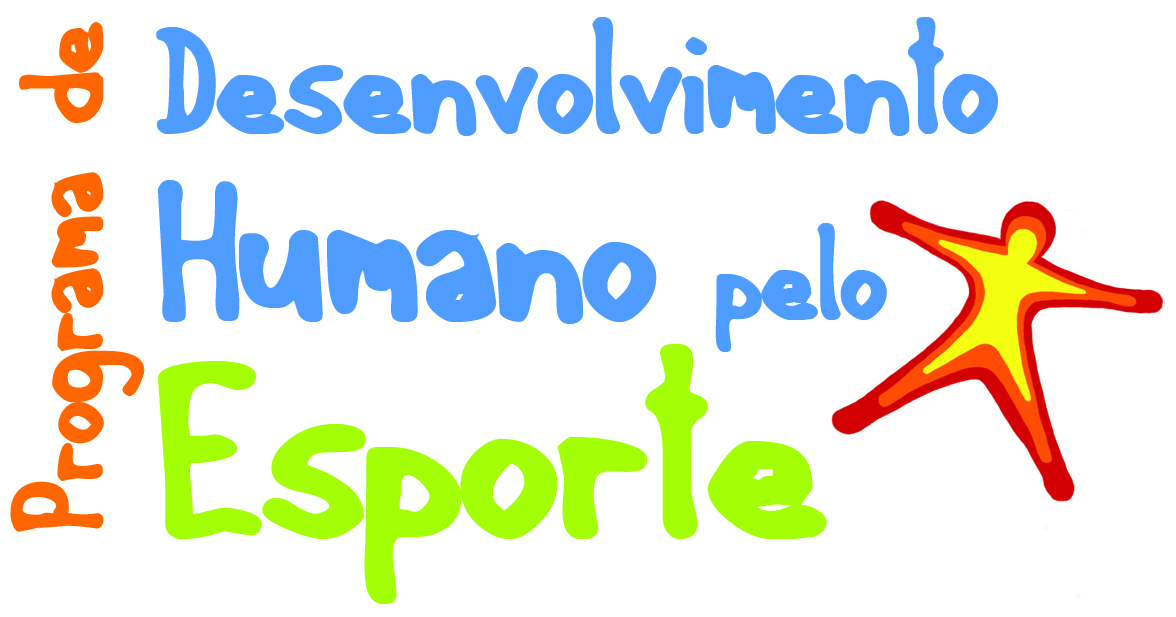 Programa de
Desenvolvimento
Humano pelo
Esporte